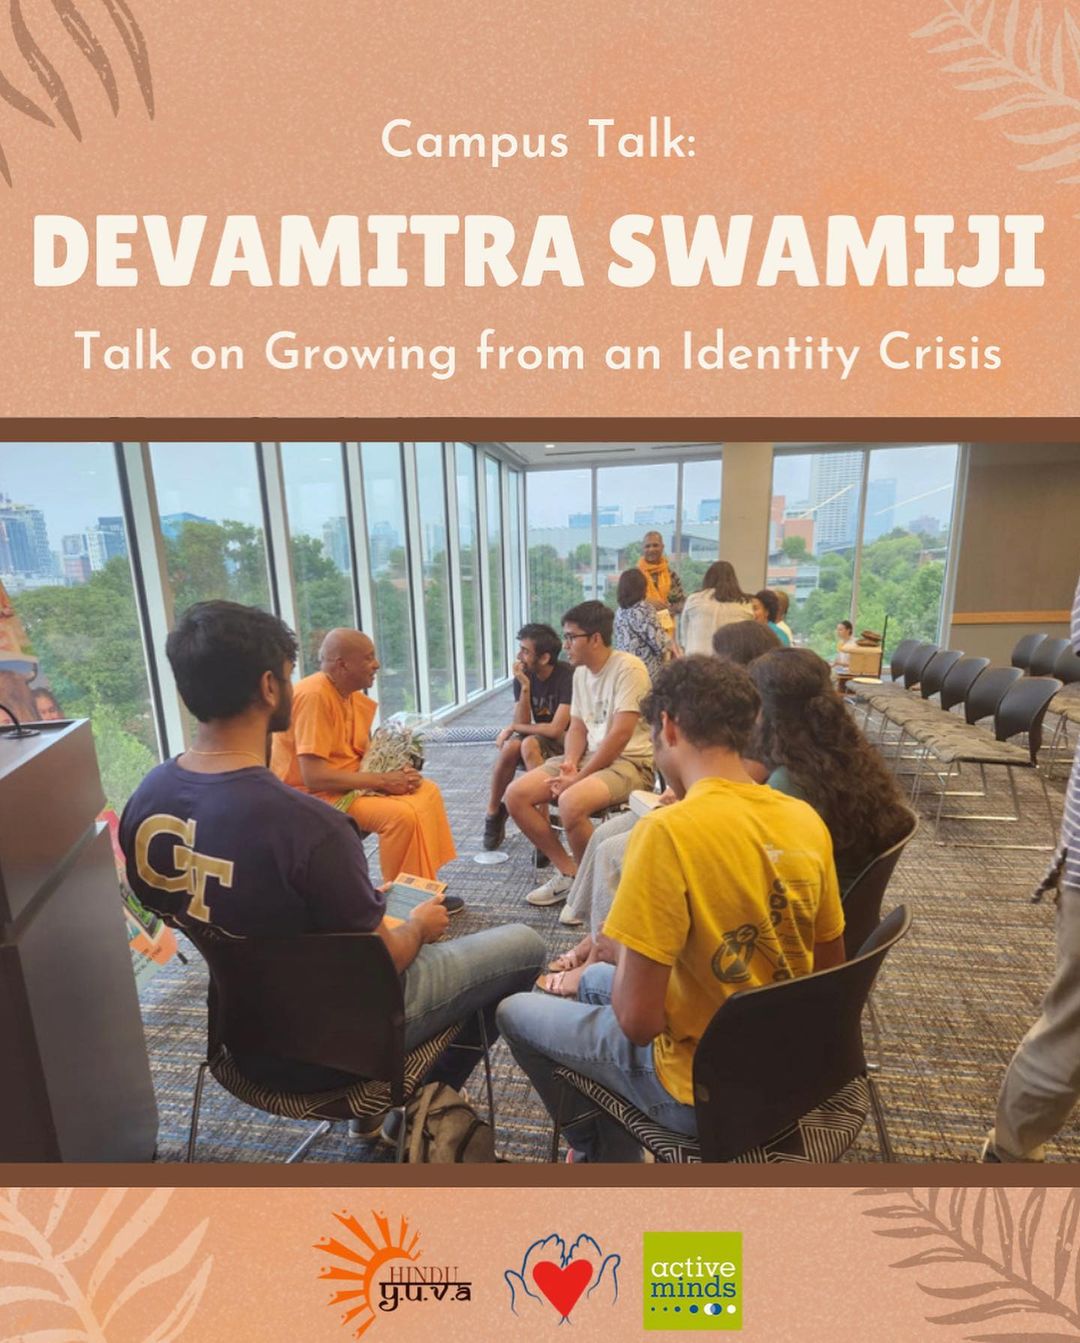 Campus Talk:
DEVAMITRA SWAMIJI
Talk on Growing from an Identity Crisis
GT
HINDU
y.u.v.a
active
minds